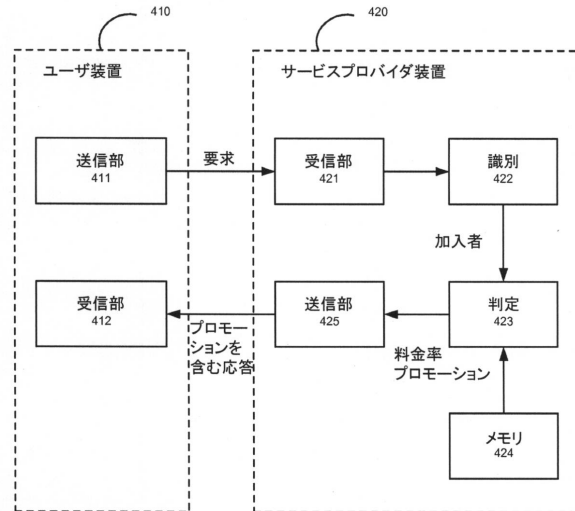 410
420
ユーザ装置
サービスプロバイダ装置
送信部
411
要求
受信部
421
識別
422
加入者
受信部
412
プロモー
ションを
含む応答
送信部
425
料金率
プロモーション
判定
423
メモリ
424